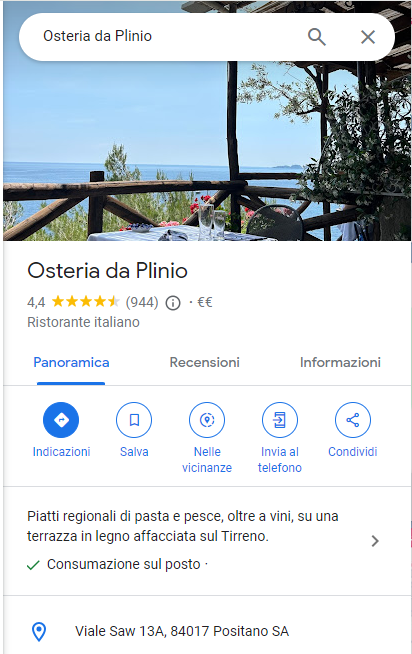 Osteria da Plinio
Osteria da Plinio
4,4 (944) · €€
Ristorante italiano
Panoramica Recensioni Informazioni
Indicazioni Salva Nelle vicinanze Invia al telefono Condividi
Piatti regionali di pasta e pesce, oltre a vini, su una
terrazza in legno affacciata sul Tirreno.
Consumazione sul posto ·
Viale Saw 13A, 84017 Positano SA